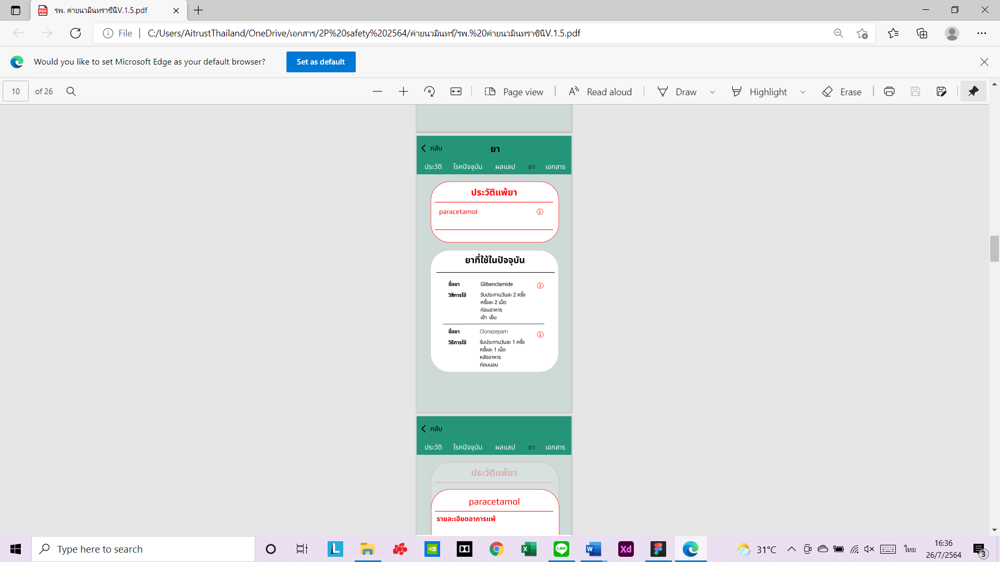 รพ. ค่ายนวมินทราชินีV.1.5.pdf
File
C:/Users/AitrustThailand/OneDrive/เอกสาร/2P%20safety%202564/ค่ายนวมินทร์/รพ.%20ค่ายนวมินทราชินีV.1.5.pdf
Would you like to set Microsoft Edge as your default browser?
Set as default
10 of 26
Page view
Read aloud
Draw
Highlight
Erase
กลับ
ยา
ประวัติ โรคปัจจุบัน ผลแลป ยา เอกสาร
ประวัติแพ้ยา
paracetamol
ยาที่ใช้ในปัจจุบัน
ชื่อยา Glibenclamide
วิธีการใช้ รับประทานวันละ 2 ครั้ง
ครั้งละ 2 เม็ด
ก่อนอาหาร
เช้า เย็น
ชื่อยา Clonazepam
วิธีการใช้ รับประทานวันละ 1 ครั้ง
ครั้งละ 1 เม็ด
หลังอาหาร
ก่อนนอน
กลับ
ประวัติ โรคปัจจุบัน ผลแลป ยา เอกสาร
ประวัติแพ้ยา
paracetamol
รายละเอียดอาการแพ้
Type here to search
31°C
ไทย
16:36
26/7/2564
3